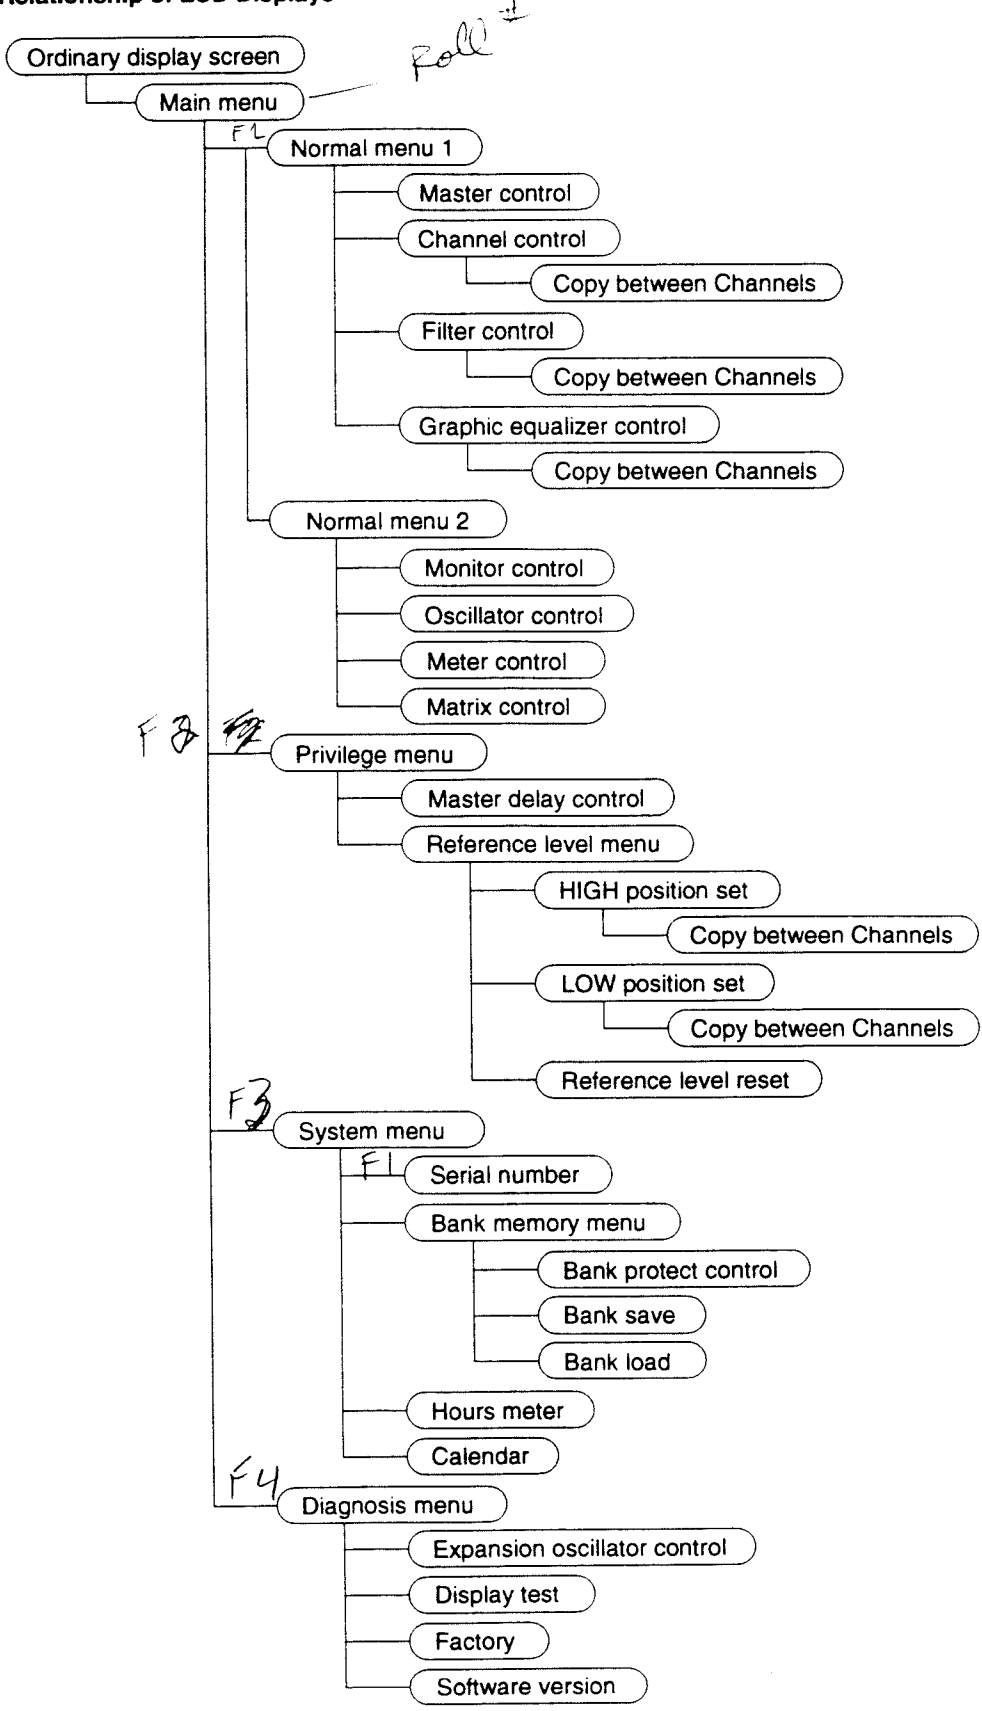 Relationship of LCD Displays
Roll
Ordinary display screen
Main menu
F1
Normal menu 1
Master control
Channel control
Copy between Channels
Filter control
Copy between Channels
Graphic equalizer control
Copy between Channels
Normal menu 2
Monitor control
Oscillator control
Meter control
Matrix control
F2
Privilege menu
Master delay control
Reference level menu
HIGH position set
Copy between Channels
LOW position set
Copy between Channels
Reference level reset
F3
System menu
F1
Serial number
Bank memory menu
Bank protect control
Bank save
Bank load
Hours meter
Calendar
F4
Diagnosis menu
Expansion oscillator control
Display test
Factory
Software version